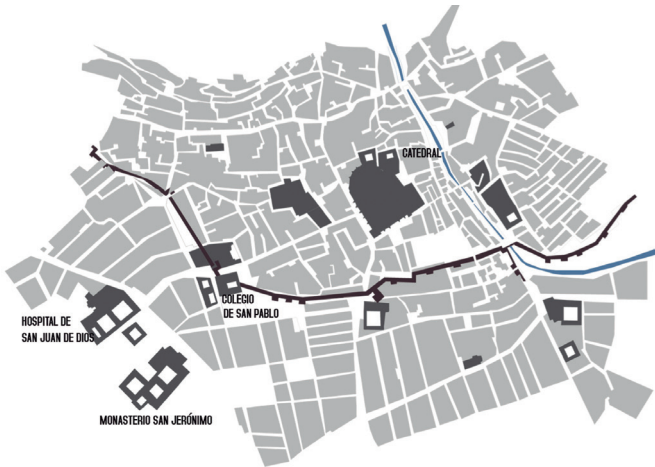 CATEDRAL
COLEGIO
DE SAN PABLO
HOSPITAL DE
SAN JUAN DE DIOS
MONASTERIO SAN JERÓNIMO